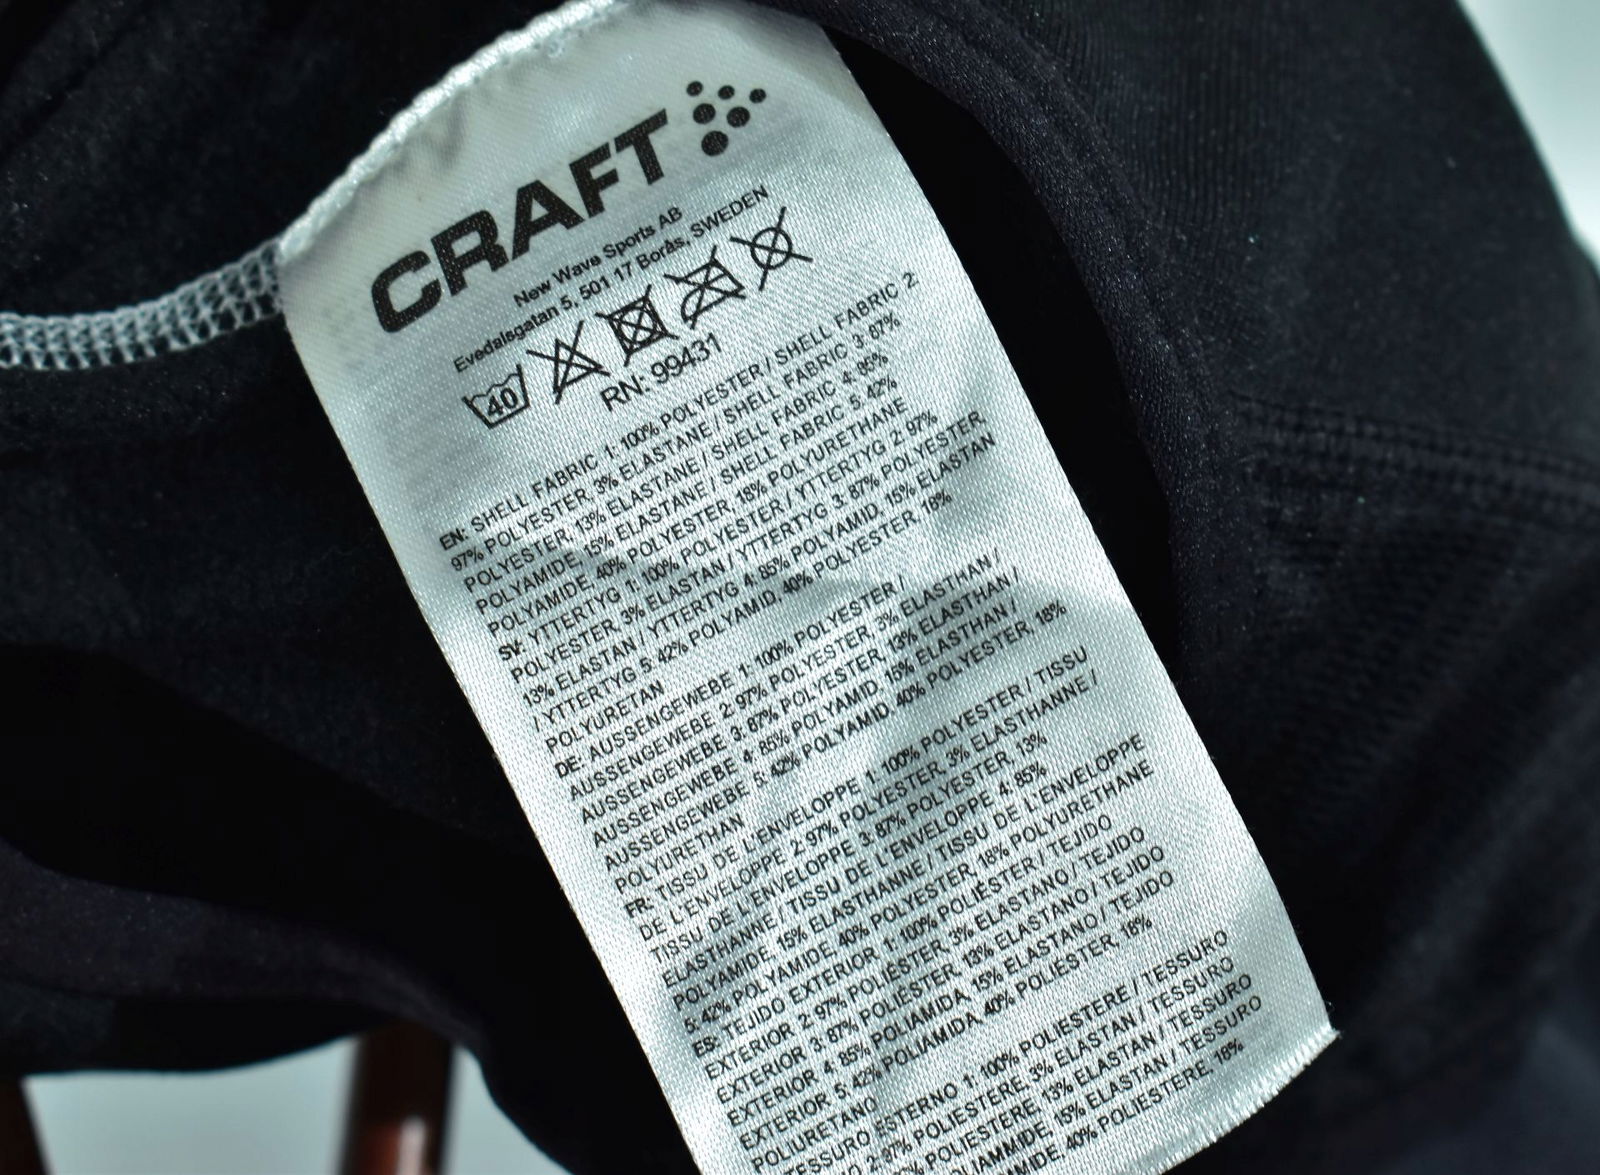 CRAFT
New Wave Sports AB
Evedalsgatan 5, 501 17 Borås, SWEDEN
40
RN: 99431
EN: SHELL FABRIC 1: 100% POLYESTER / SHELL FABRIC 2:
97% POLYESTER, 3% ELASTANE / SHELL FABRIC 3: 87%
POLYESTER, 13% ELASTANE / SHELL FABRIC 4: 85%
POLYAMIDE, 15% ELASTANE / SHELL FABRIC 5: 42%
POLYAMIDE, 40% POLYESTER, 18% POLYURETHANE
SV: YTTERTYG 1: 100% POLYESTER / YTTERTYG 2: 97%
POLYESTER, 3% ELASTAN / YTTERTYG 3: 87% POLYESTER,
13% ELASTAN / YTTERTYG 4: 85% POLYAMID, 15% ELASTAN
/ YTTERTYG 5: 42% POLYAMID, 40% POLYESTER, 18%
POLYURETAN
DE: AUSSENGEWEBE 1: 100% POLYESTER /
AUSSENGEWEBE 2: 97% POLYESTER, 3% ELASTHAN /
AUSSENGEWEBE 3: 87% POLYESTER, 13% ELASTHAN /
AUSSENGEWEBE 4: 85% POLYAMID, 15% ELASTHAN /
AUSSENGEWEBE 5: 42% POLYAMID, 40% POLYESTER, 18%
POLYURETHAN
FR: TISSU DE L'ENVELOPPE 1: 100% POLYESTER / TISSU
DE L'ENVELOPPE 2: 97% POLYESTER, 3% ELASTHANNE /
TISSU DE L'ENVELOPPE 3: 87% POLYESTER, 13%
ELASTHANNE / TISSU DE L'ENVELOPPE 4: 85%
POLYAMIDE, 15% ELASTHANNE / TISSU DE L'ENVELOPPE
5: 42% POLYAMIDE, 40% POLYESTER, 18% POLYURETHANE
ES: TEJIDO EXTERIOR 1: 100% POLIÉSTER / TEJIDO
EXTERIOR 2: 97% POLIÉSTER, 3% ELASTANO / TEJIDO
EXTERIOR 3: 87% POLIÉSTER, 13% ELASTANO / TEJIDO
EXTERIOR 4: 85% POLIAMIDA, 15% ELASTANO / TEJIDO
EXTERIOR 5: 42% POLIAMIDA, 40% POLIESTER, 18%
POLIURETANO
TESSURO ESTERNO 1: 100% POLIESTERE / TESSURO
2: 97% POLIESTERE, 3% ELASTAN / TESSURO
POLIESTERE, 13% ELASTAN / TESSURO
POLIAMMIDE, 15% ELASTAN / TESSURO
40% POLIESTERE, 18%